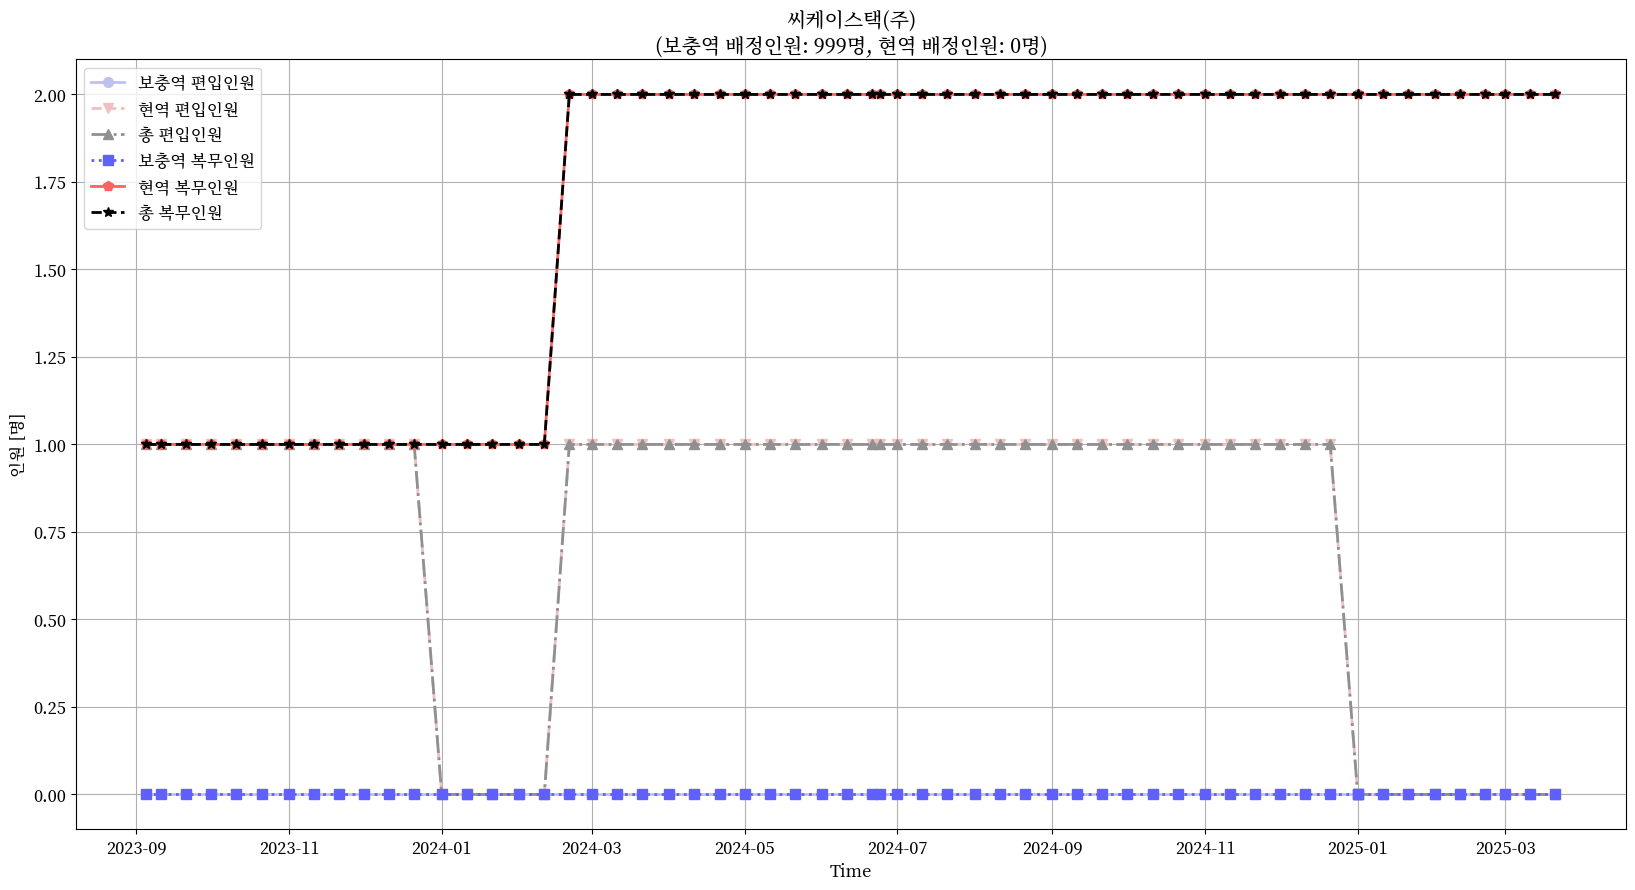 씨케이스택(주)
(보충역 배정인원: 999명, 현역 배정인원: 0명)
보충역 편입인원
현역 편입인원
총 편입인원
보충역 복무인원
현역 복무인원
총 복무인원
2.00
1.75
1.50
1.25
1.00
0.75
0.50
0.25
0.00
인원 [명]
2023-09 2023-11 2024-01 2024-03 2024-05 2024-07 2024-09 2024-11 2025-01 2025-03
Time